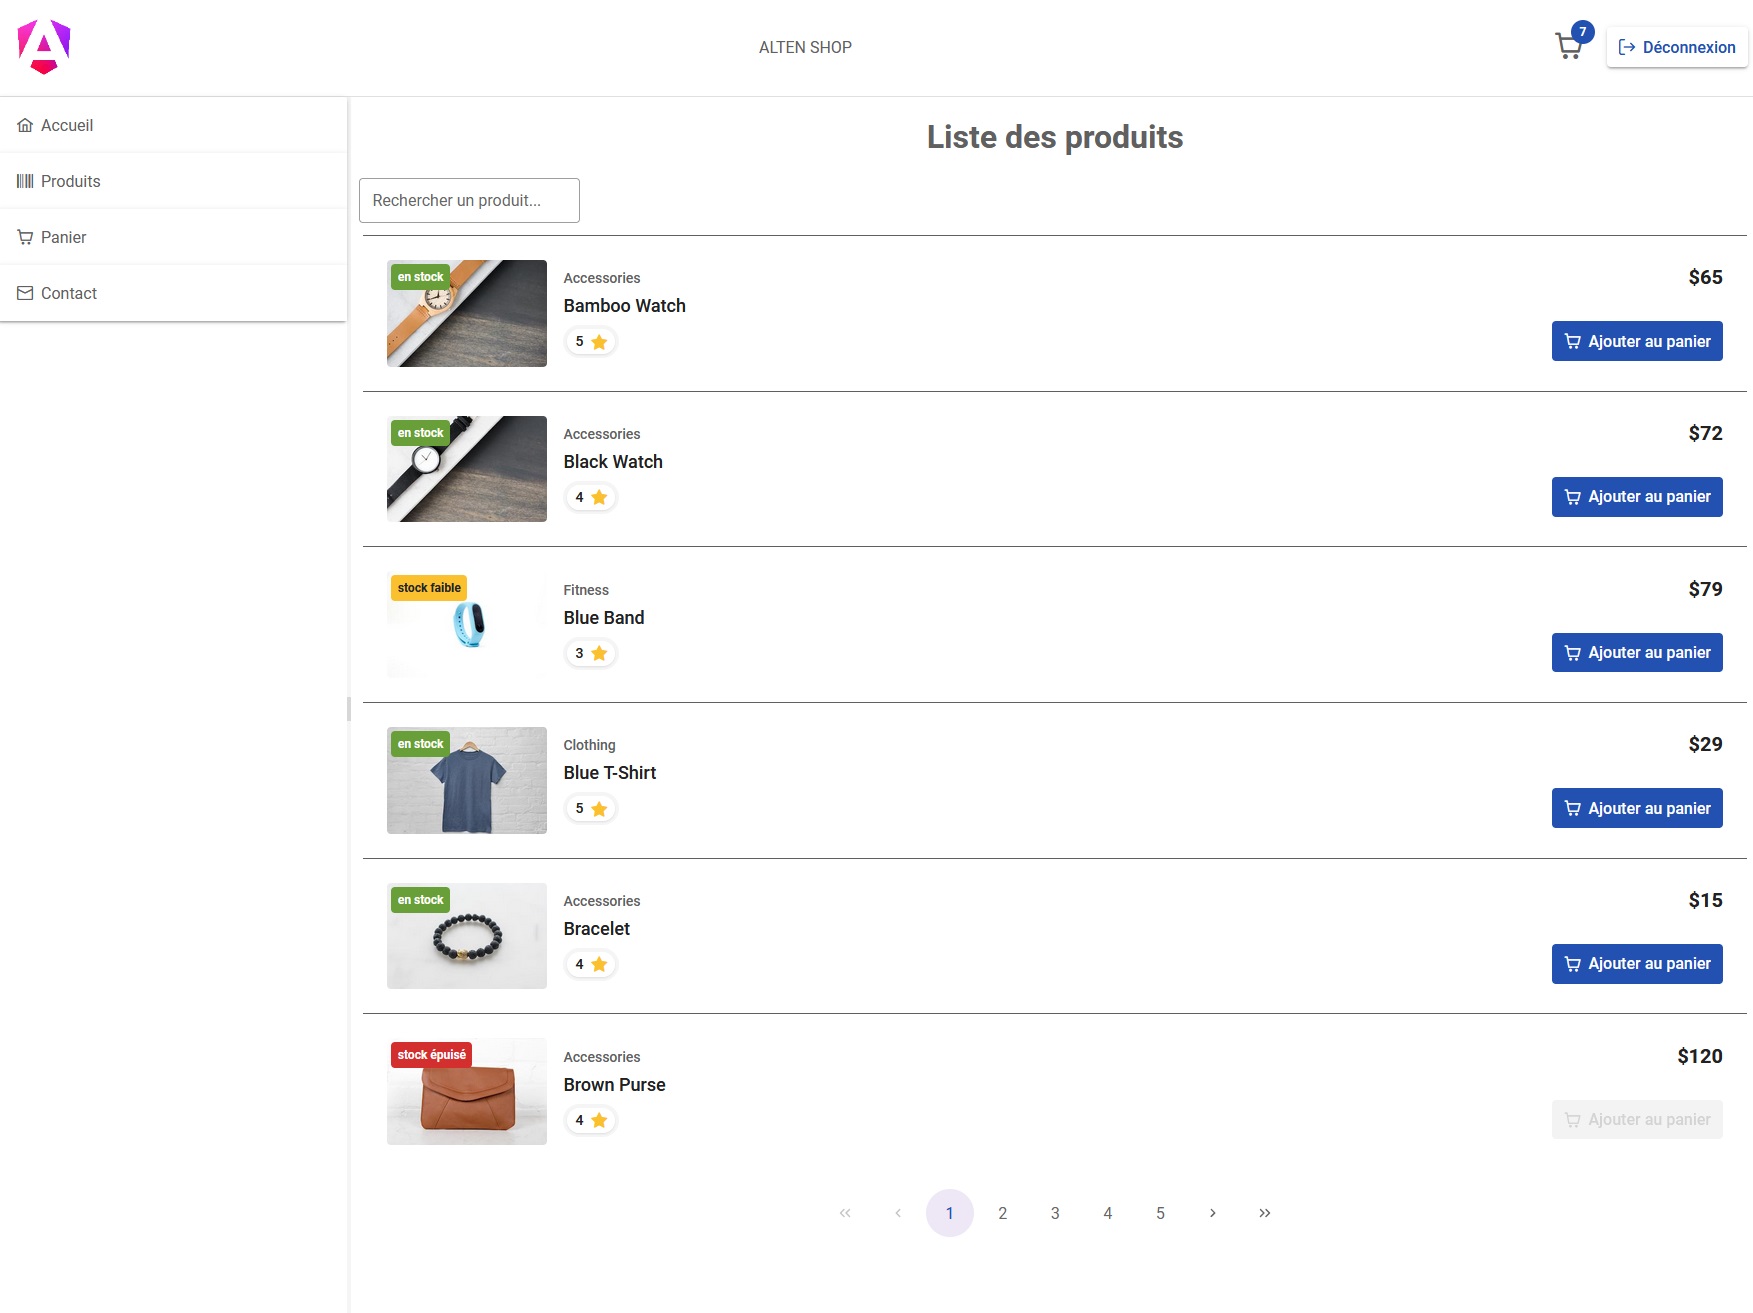 ALTEN SHOP
7
Déconnexion
Accueil
Produits
Panier
Contact
Liste des produits
Rechercher un produit...
en stock
Accessories
Bamboo Watch
5
$65
Ajouter au panier
en stock
Accessories
Black Watch
4
$72
Ajouter au panier
stock faible
Fitness
Blue Band
3
$79
Ajouter au panier
en stock
Clothing
Blue T-Shirt
5
$29
Ajouter au panier
en stock
Accessories
Bracelet
4
$15
Ajouter au panier
stock épuisé
Accessories
Brown Purse
4
$120
Ajouter au panier
« ‹ 1 2 3 4 5 › »